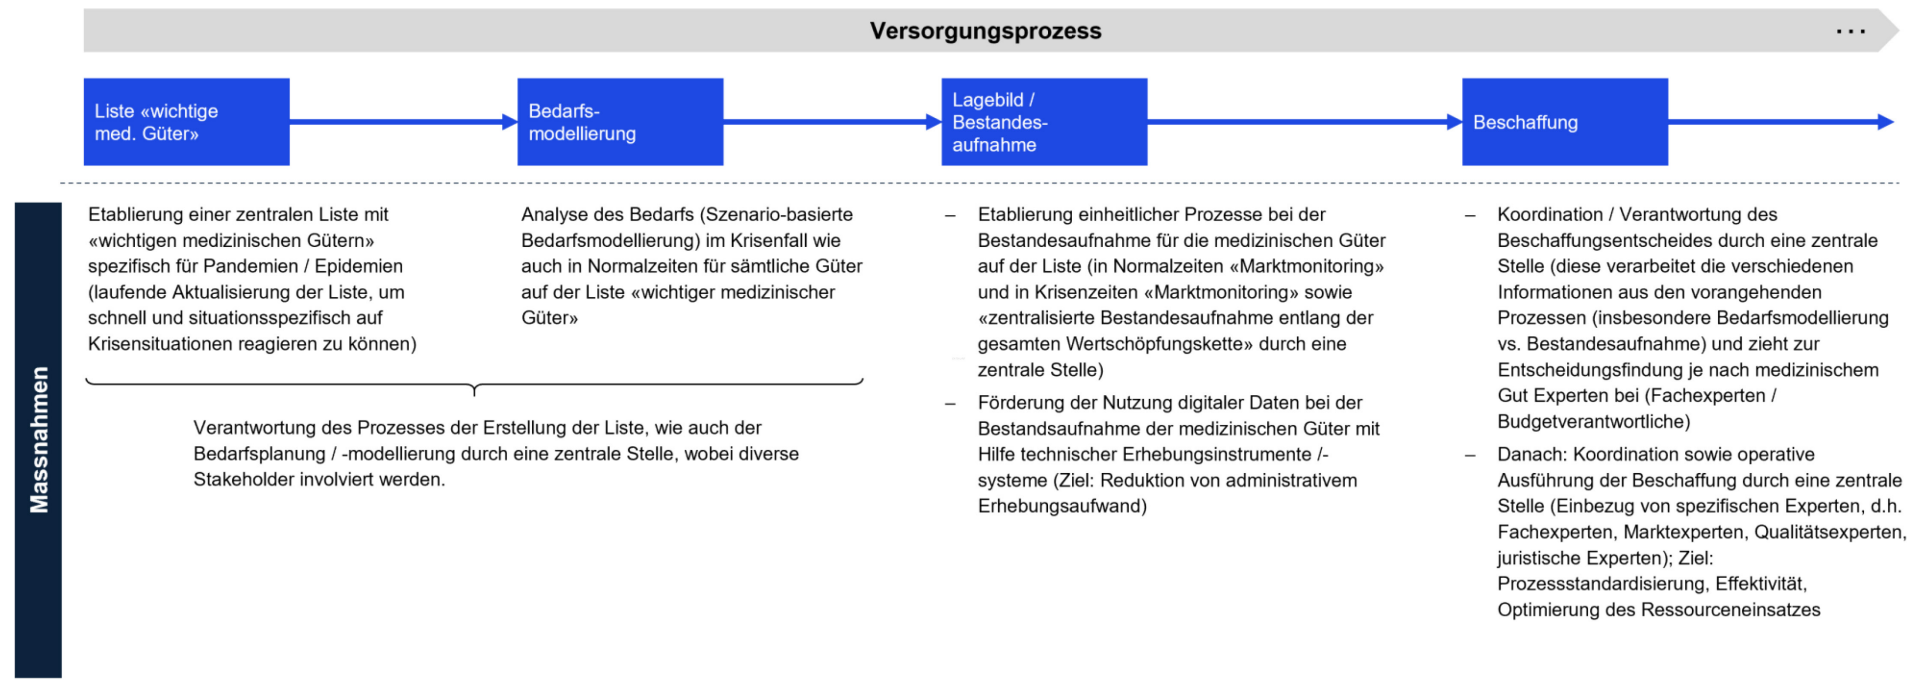 Versorgungsprozess
...
Liste «wichtige
med. Güter»
Bedarfs-
modellierung
Lagebild /
Bestandes-
aufnahme
Beschaffung
Massnahmen
Etablierung einer zentralen Liste mit
«wichtigen medizinischen Gütern»
spezifisch für Pandemien / Epidemien
(laufende Aktualisierung der Liste, um
schnell und situationsspezifisch auf
Krisensituationen reagieren zu können)
Analyse des Bedarfs (Szenario-basierte
Bedarfsmodellierung) im Krisenfall wie
auch in Normalzeiten für sämtliche Güter
auf der Liste «wichtiger medizinischer
Güter»
Verantwortung des Prozesses der Erstellung der Liste, wie auch der
Bedarfsplanung / -modellierung durch eine zentrale Stelle, wobei diverse
Stakeholder involviert werden.
– Etablierung einheitlicher Prozesse bei der
Bestandesaufnahme für die medizinischen Güter
auf der Liste (in Normalzeiten «Marktmonitoring»
und in Krisenzeiten «Marktmonitoring» sowie
«zentralisierte Bestandesaufnahme entlang der
gesamten Wertschöpfungskette» durch eine
zentrale Stelle)
– Förderung der Nutzung digitaler Daten bei der
Bestandsaufnahme der medizinischen Güter mit
Hilfe technischer Erhebungsinstrumente /-
systeme (Ziel: Reduktion von administrativem
Erhebungsaufwand)
– Koordination / Verantwortung des
Beschaffungsentscheides durch eine zentrale
Stelle (diese verarbeitet die verschiedenen
Informationen aus den vorangehenden
Prozessen (insbesondere Bedarfsmodellierung
vs. Bestandesaufnahme) und zieht zur
Entscheidungsfindung je nach medizinischem
Gut Experten bei (Fachexperten /
Budgetverantwortliche)
– Danach: Koordination sowie operative
Ausführung der Beschaffung durch eine zentrale
Stelle (Einbezug von spezifischen Experten, d.h.
Fachexperten, Marktexperten, Qualitätsexperten,
juristische Experten); Ziel:
Prozessstandardisierung, Effektivität,
Optimierung des Ressourceneinsatzes